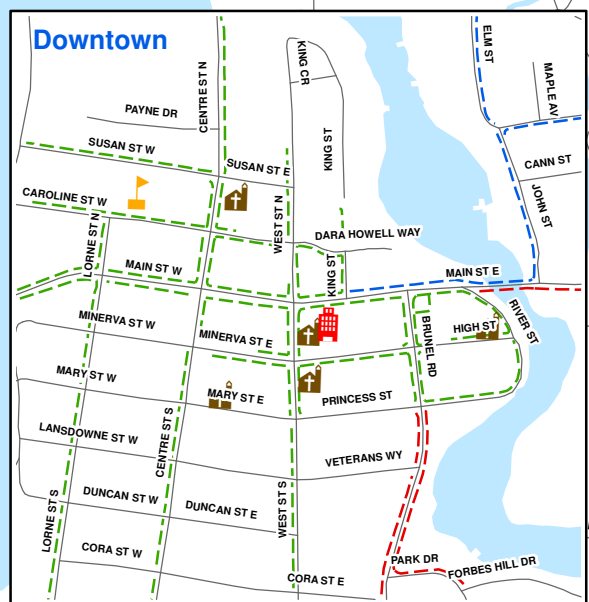 Downtown
CENTRE ST N
KING CR
ELM ST
MAPLE AV
PAYNE DR
KING ST
SUSAN ST W
SUSAN ST E
CANN ST
CAROLINE ST W
JOHN ST
LORNE ST N
WEST ST N
DARA HOWELL WAY
MAIN ST W
KING ST
MAIN ST E
MINERVA ST W
MINERVA ST E
BRUNEL RD
HIGH ST
RIVER ST
MARY ST W
MARY ST E
PRINCESS ST
LANSDOWNE ST W
CENTRE ST S
VETERANS WY
DUNCAN ST W
DUNCAN ST E
WEST ST S
LORNE ST S
CORA ST W
CORA ST E
PARK DR
FORBES HILL DR